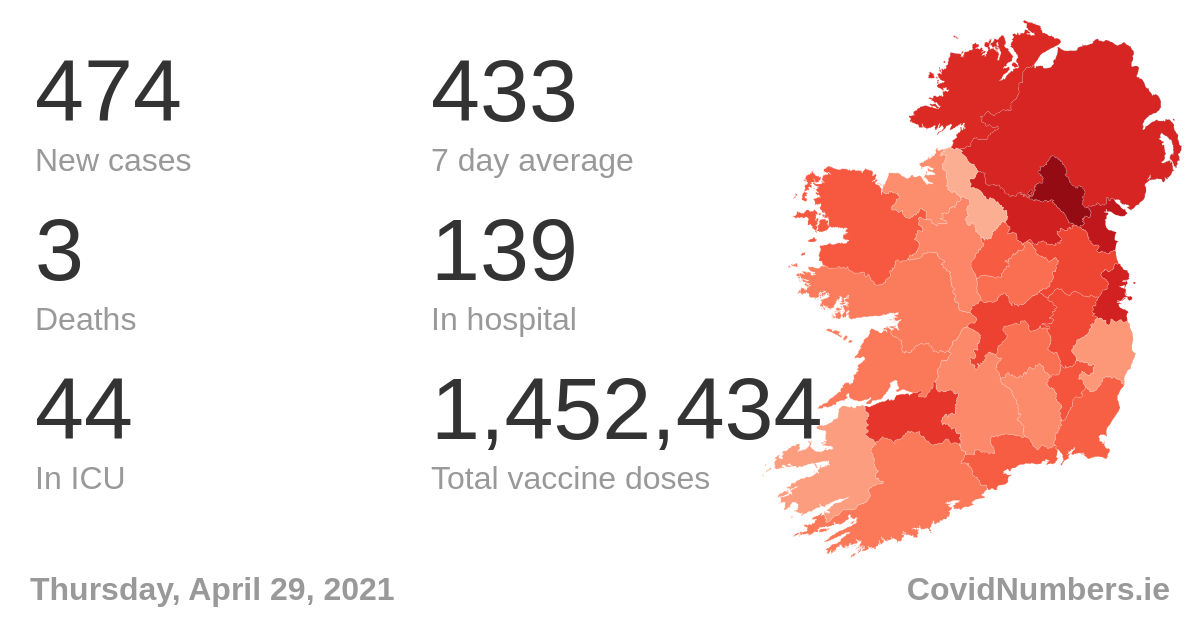 474
New cases
433
7 day average
3
Deaths
139
In hospital
44
In ICU
1,452,434
Total vaccine doses
Thursday, April 29, 2021
CovidNumbers.ie